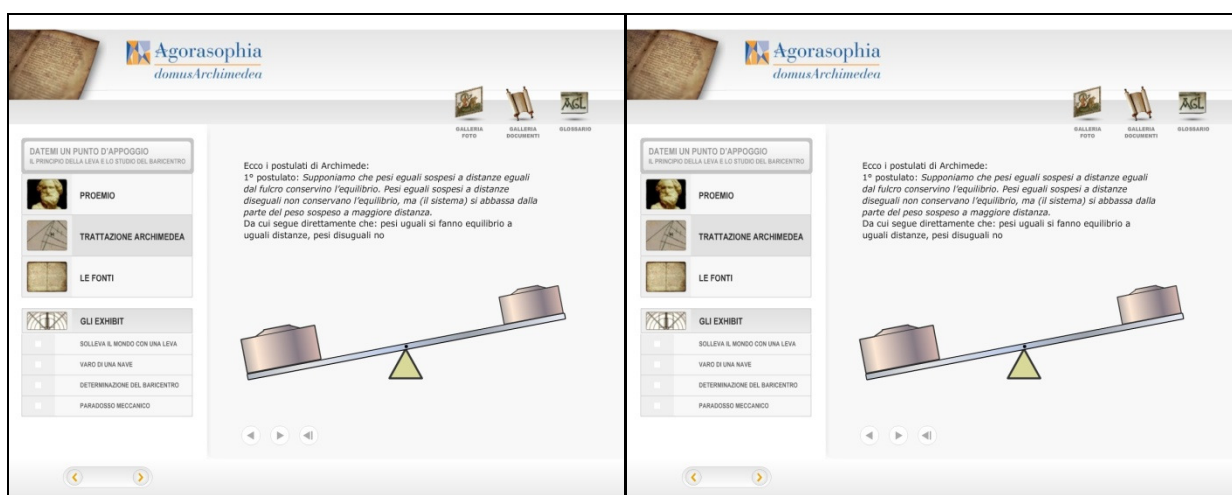 Agorasophia
domusArchimedea
GALLERIA FOTO
GALLERIA DOCUMENTI
GLOSSARIO
DATEMI UN PUNTO D'APPOGGIO
IL PRINCIPIO DELLA LEVA E LO STUDIO DEL BARICENTRO
PROEMIO
TRATTAZIONE ARCHIMEDEA
LE FONTI
GLI EXHIBIT
SOLLEVA IL MONDO CON UNA LEVA
VARO DI UNA NAVE
DETERMINAZIONE DEL BARICENTRO
PARADOSSO MECCANICO
Ecco i postulati di Archimede:
1° postulato: Supponiamo che pesi eguali sospesi a distanze eguali
dal fulcro conservino l'equilibrio. Pesi eguali sospesi a distanze
diseguali non conservano l'equilibrio, ma (il sistema) si abbassa dalla
parte del peso sospeso a maggiore distanza.
Da cui segue direttamente che: pesi uguali si fanno equilibrio a
uguali distanze, pesi disuguali no
Agorasophia
domusArchimedea
GALLERIA FOTO
GALLERIA DOCUMENTI
GLOSSARIO
DATEMI UN PUNTO D'APPOGGIO
IL PRINCIPIO DELLA LEVA E LO STUDIO DEL BARICENTRO
PROEMIO
TRATTAZIONE ARCHIMEDEA
LE FONTI
GLI EXHIBIT
SOLLEVA IL MONDO CON UNA LEVA
VARO DI UNA NAVE
DETERMINAZIONE DEL BARICENTRO
PARADOSSO MECCANICO
Ecco i postulati di Archimede:
1° postulato: Supponiamo che pesi eguali sospesi a distanze eguali
dal fulcro conservino l'equilibrio. Pesi eguali sospesi a distanze
diseguali non conservano l'equilibrio, ma (il sistema) si abbassa dalla
parte del peso sospeso a maggiore distanza.
Da cui segue direttamente che: pesi uguali si fanno equilibrio a
uguali distanze, pesi disuguali no